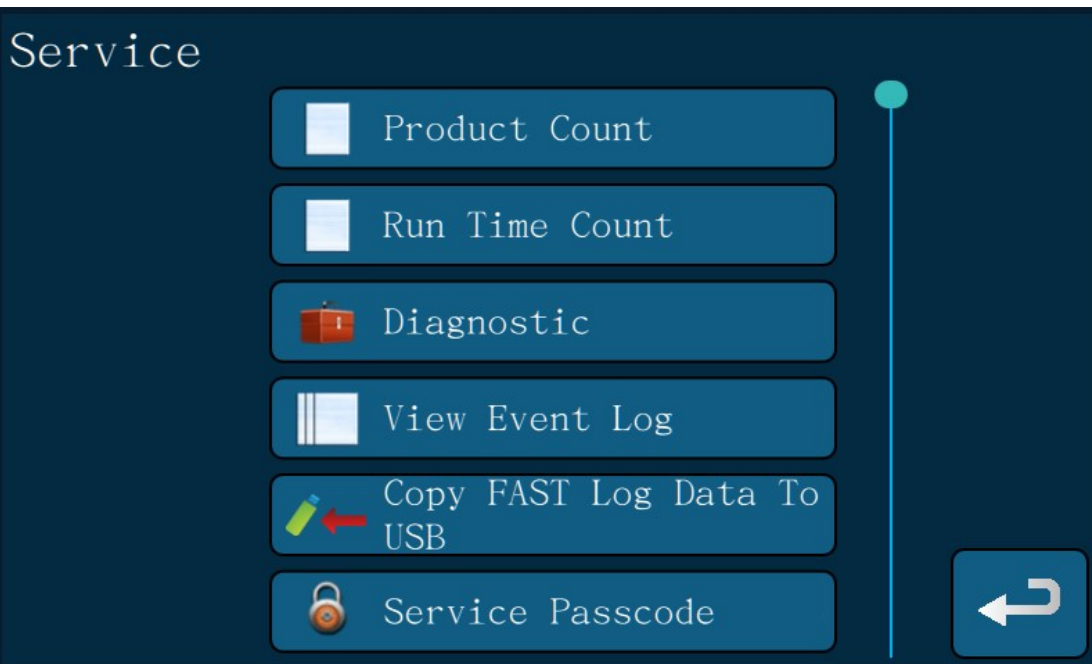 Service
Product Count
Run Time Count
Diagnostic
View Event Log
Copy FAST Log Data To
USB
Service Passcode